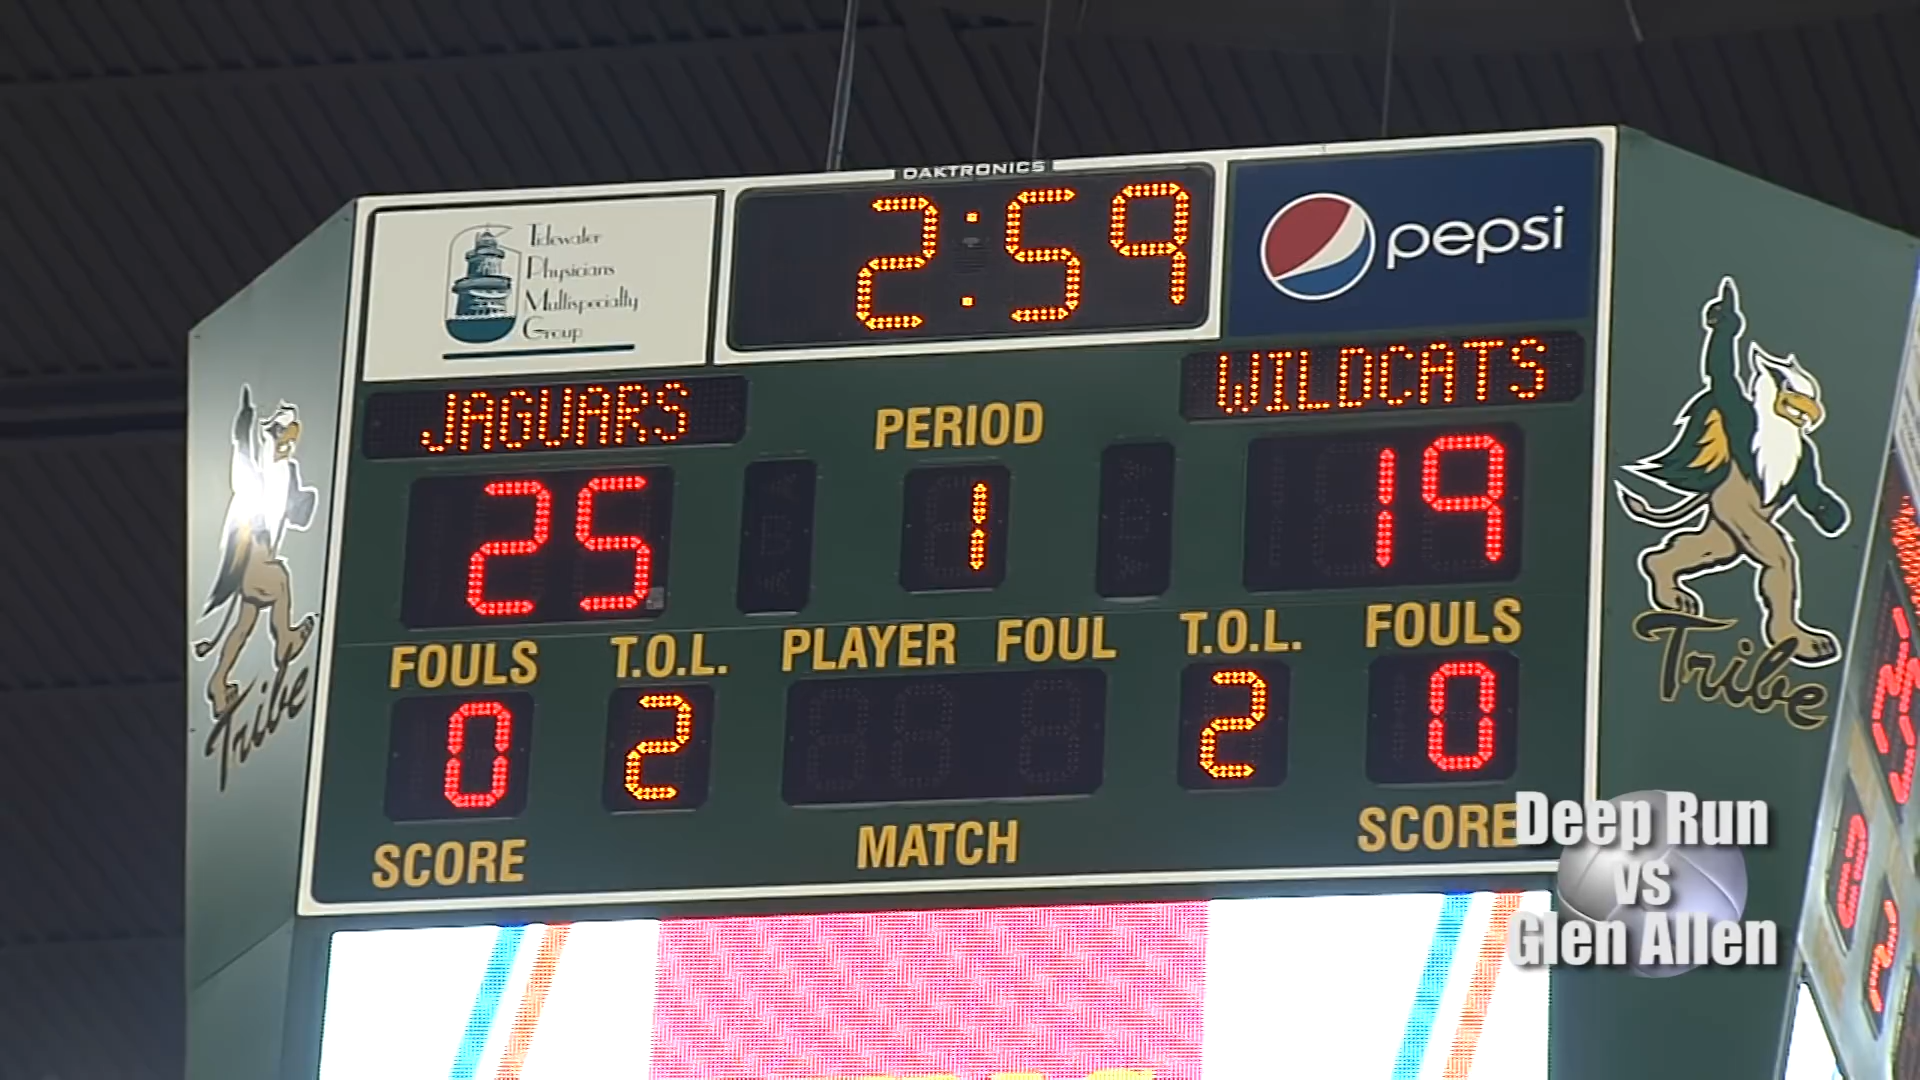 DAKTRONICS
Tidewater
Physicians
Multispecialty
Group
2:59
pepsi
JAGUARS
PERIOD
WILDCATS
25
1
19
FOULS
T.O.L.
PLAYER
FOUL
T.O.L.
FOULS
0
2
2
0
SCORE
MATCH
SCORE
Tribe
Tribe
Deep Run
vs
Glen Allen